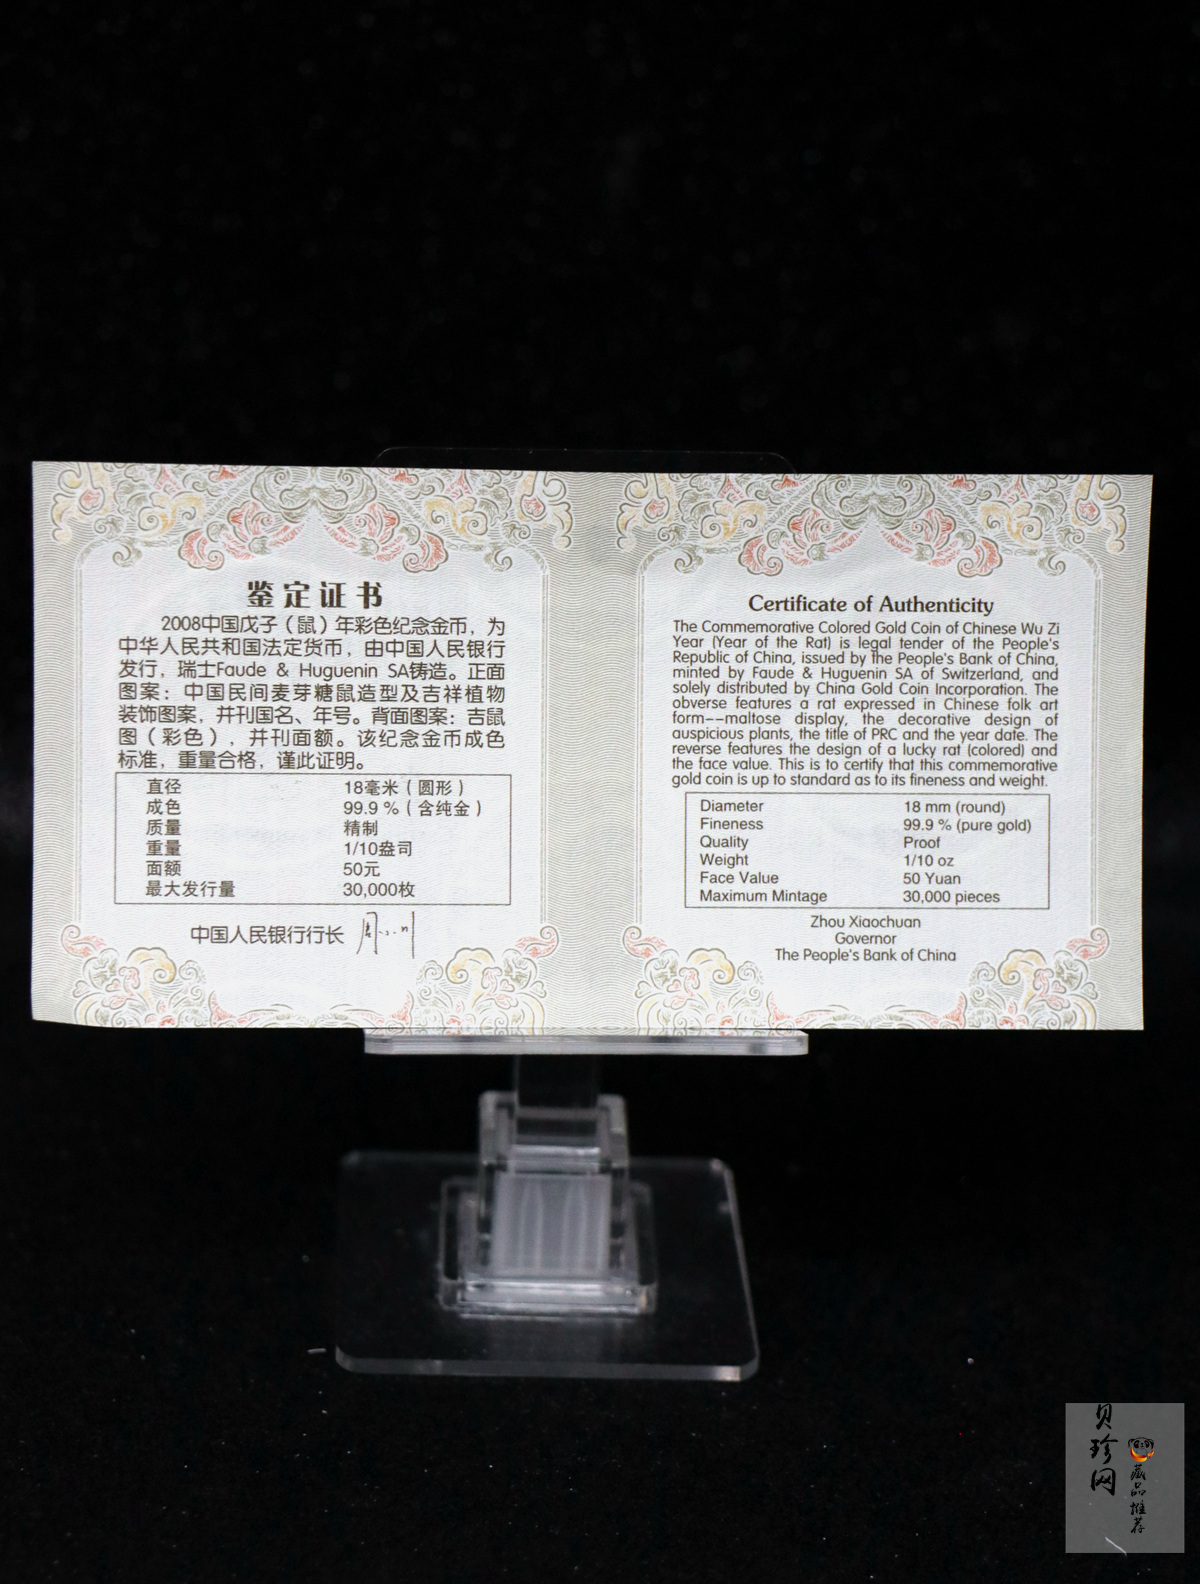 鉴定证书
2008中国戊子（鼠）年彩色纪念金币，为
中华人民共和国法定货币，由中国人民银行
发行，瑞士Faude & Huguenin SA铸造。正面
图案：中国民间麦芽糖鼠造型及吉祥植物
装饰图案，并刊国名、年号。背面图案：吉鼠
图（彩色），并刊面额。该纪念金币成色
标准，重量合格，谨此证明。
直径 18毫米（圆形）
成色 99.9 %（含纯金）
质量 精制
重量 1/10盎司
面额 50元
最大发行量 30,000枚
中国人民银行行长 周小川
Certificate of Authenticity
The Commemorative Colored Gold Coin of Chinese Wu Zi
Year (Year of the Rat) is legal tender of the People's
Republic of China, issued by the People's Bank of China,
minted by Faude & Huguenin SA of Switzerland, and
solely distributed by China Gold Coin Incorporation. The
obverse features a rat expressed in Chinese folk art
form--maltose display, the decorative design of
auspicious plants, the title of PRC and the year date. The
reverse features the design of a lucky rat (colored) and
the face value. This is to certify that this commemorative
gold coin is up to standard as to its fineness and weight.
Diameter 18 mm (round)
Fineness 99.9 % (pure gold)
Quality Proof
Weight 1/10 oz
Face Value 50 Yuan
Maximum Mintage 30,000 pieces
Zhou Xiaochuan
Governor
The People's Bank of China
贝珍网
藏品推荐